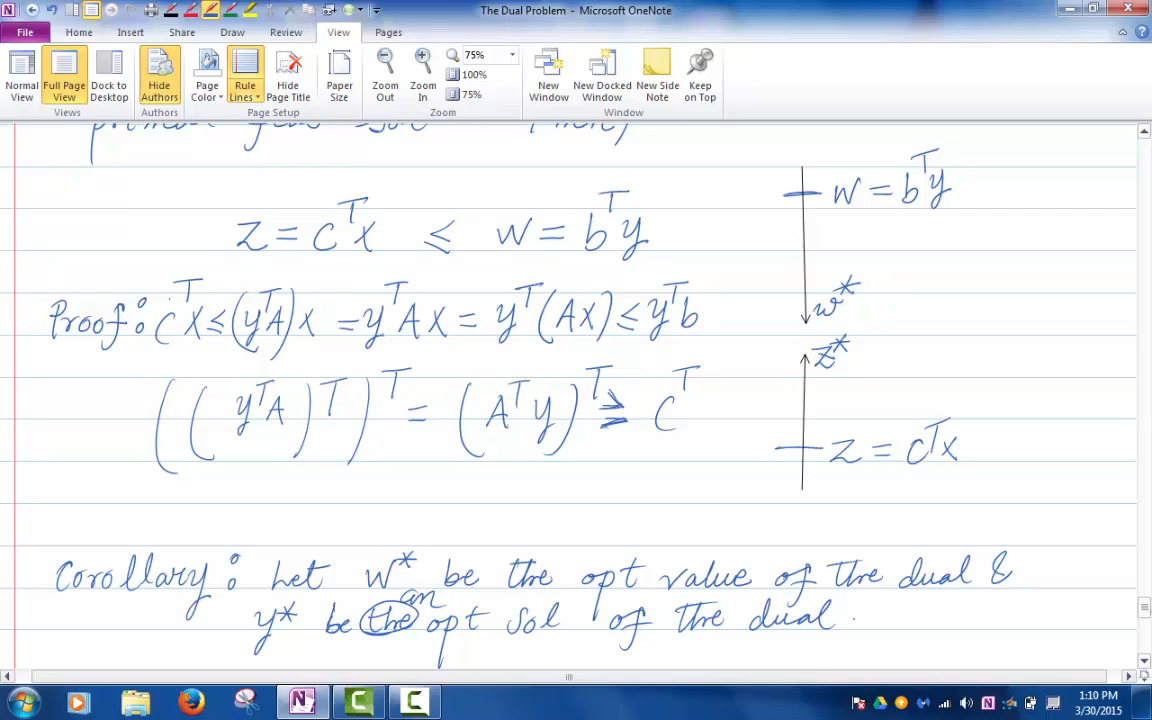 The Dual Problem - Microsoft OneNote
File Home Insert Share Draw Review View Pages
Normal View Full Page View Dock to Desktop Hide Authors Page Color Rule Lines Hide Page Title Paper Size Zoom Out Zoom In 75% 100% 75% New Window New Docked Window New Side Note Keep on Top
Views Authors Page Setup Zoom Window
w = b^T y
z = c^T x ≤ w = b^T y
w*
Proof: c^T x ≤ (y^T A) x = y^T A x = y^T (Ax) ≤ y^T b
z*
((y^T A)^T)^T = (A^T y)^T ≥ c^T
z = c^T x
Corollary: Let w* be the opt value of the dual &
an
y* be the opt sol of the dual.
1:10 PM
3/30/2015